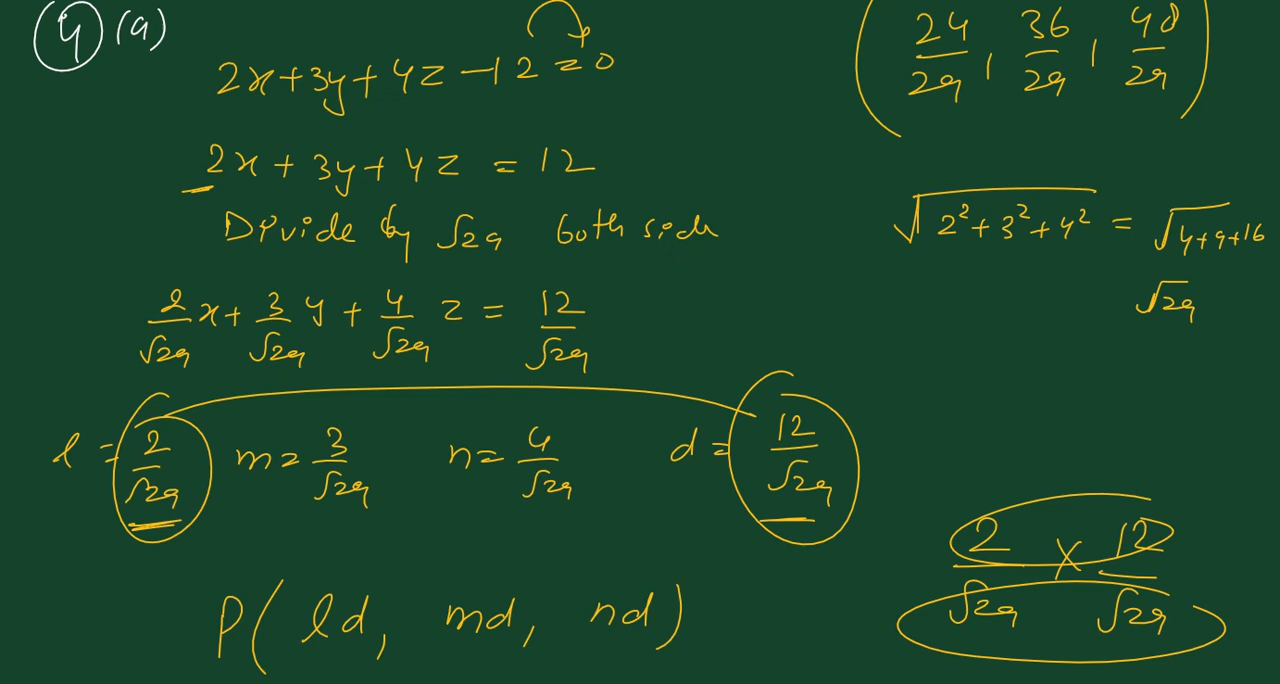 4 (a)
2x+3y+4z-12=0
2x+3y+4z=12
Divide by √29 both side
2/√29 x+3/√29 y+4/√29 z=12/√29
l=2/√29 m=3/√29 n=4/√29 d=12/√29
P(ld, md, nd)
(24/29, 36/29, 48/29)
√2²+3²+4² = √4+9+16
√29
2/√29 × 12/√29